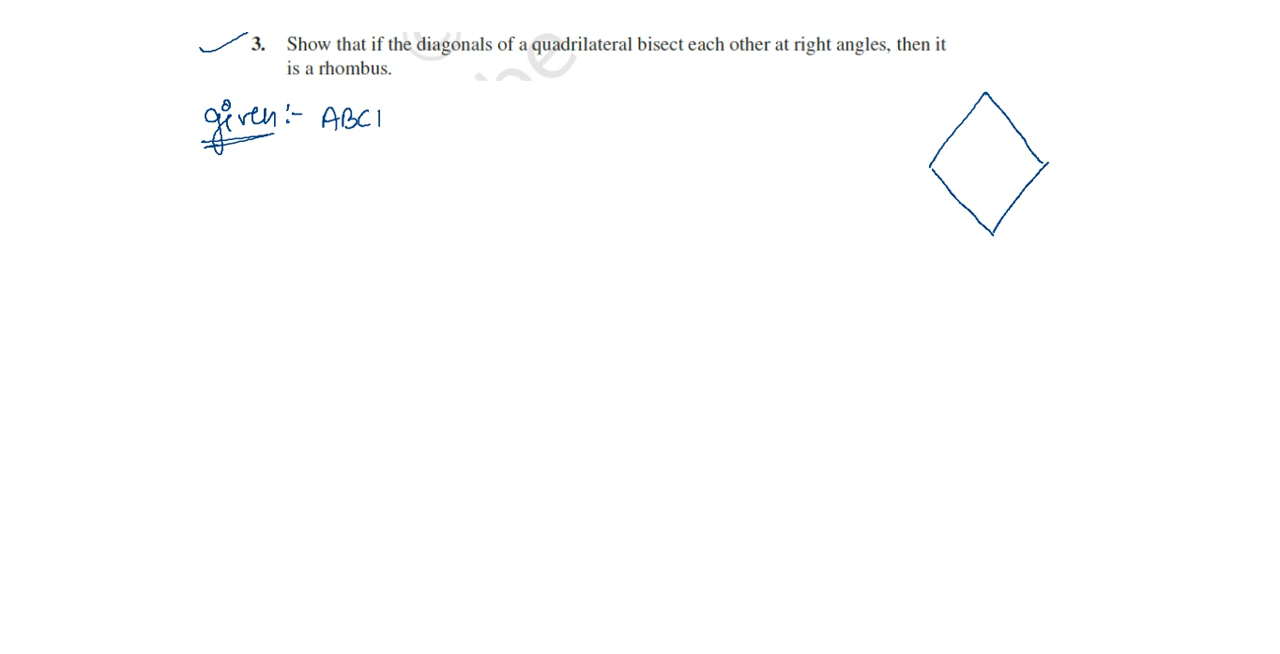 3. Show that if the diagonals of a quadrilateral bisect each other at right angles, then it
is a rhombus.
given :- ABCI